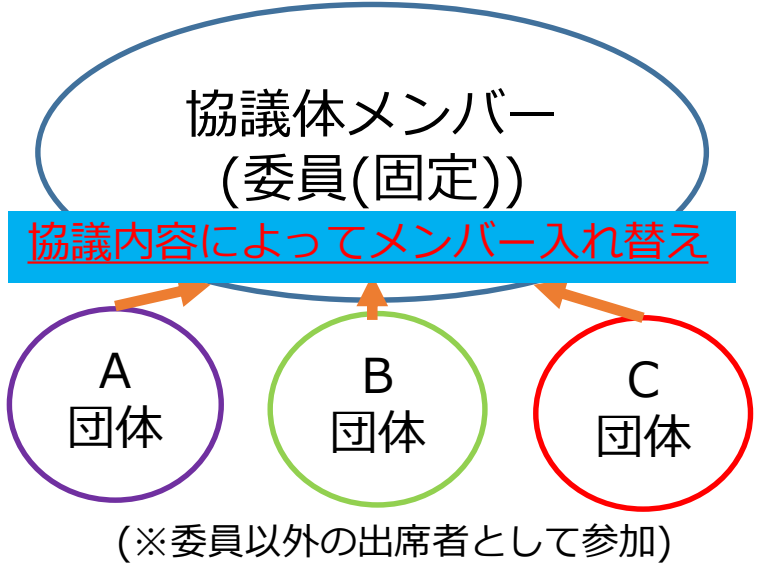 協議体メンバー
(委員(固定))
協議内容によってメンバー入れ替え
A
団体
B
団体
C
団体
(※委員以外の出席者として参加)